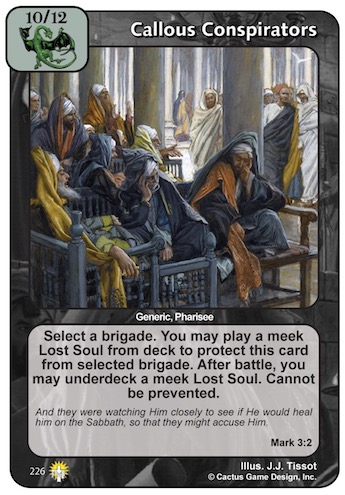 10/12
Callous Conspirators
Generic, Pharisee
Select a brigade. You may play a meek
Lost Soul from deck to protect this card
from selected brigade. After battle, you
may underdeck a meek Lost Soul. Cannot
be prevented.
And they were watching Him closely to see if He would heal
him on the Sabbath, so that they might accuse Him.
Mark 3:2
226
Illus. J.J. Tissot
© Cactus Game Design, Inc.